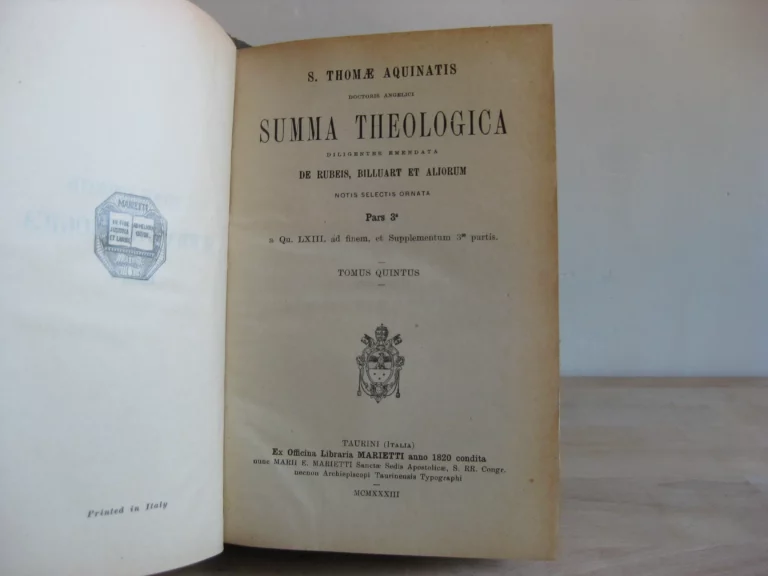 MARIETTI
Printed in Italy
S. THOMÆ AQUINATIS
DOCTORIS ANGELICI
SUMMA THEOLOGICA
DILIGENTER EMENDATA
DE RUBEIS, BILLUART ET ALIORUM
NOTIS SELECTIS ORNATA
Pars 3ª
a Qu. LXIII. ad finem, et Supplementum 3æ partis.
TOMUS QUINTUS
TAURINI (ITALIA)
Ex Officina Libraria MARIETTI anno 1820 condita
MARII E. MARIETTI Sanctæ Sedis Apostolicæ, S. RR. Congr.
necnon Archiepiscopi Taurinensis Typographi
MCMXXXIII